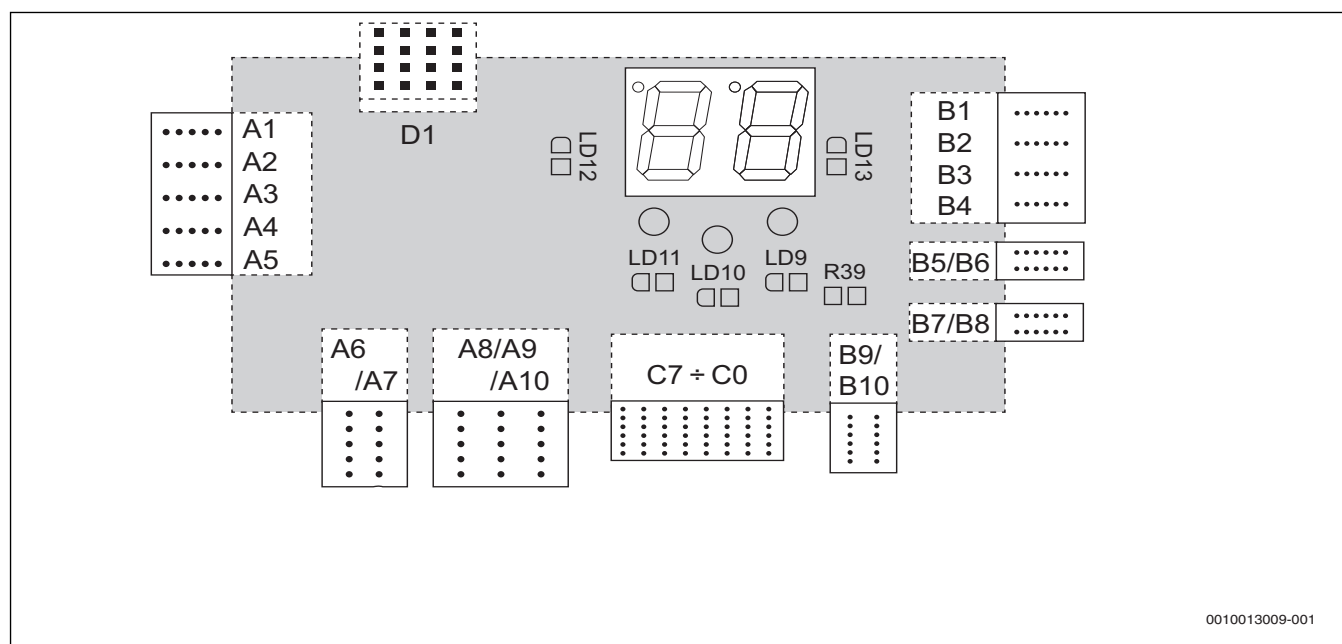 D1
A1
A2
A3
A4
A5
LD12
LD13
B1
B2
B3
B4
B5/B6
B7/B8
LD11
LD10
LD9
R39
A6
/A7
A8/A9
/A10
C7 ÷ C0
B9/
B10
0010013009-001